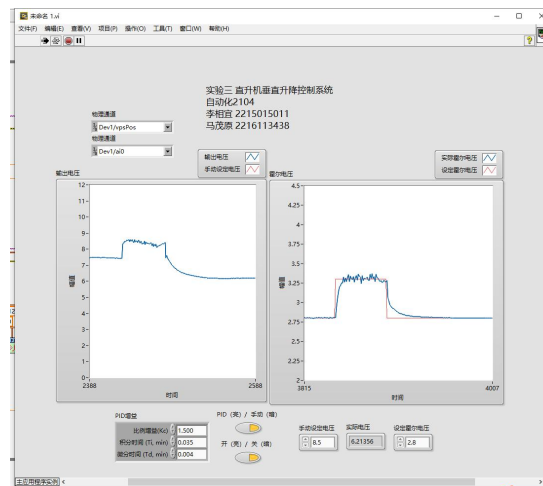 未命名 1.vi
文件(F) 编辑(E) 查看(V) 项目(P) 操作(O) 工具(T) 窗口(W) 帮助(H)
实验三 直升机垂直升降控制系统
自动化2104
李相宜 2215015011
马茂原 2216113438
物理通道
Dev1/vpsPos
物理通道
Dev1/ai0
输出电压
手动设定电压
实际霍尔电压
设定霍尔电压
输出电压
霍尔电压
12
11
10
9
8
7
6
5
4
3
2
1
0
幅值
2388
2588
时间
4.5
4.25
4
3.75
3.5
3.25
3
2.75
2.5
2.25
2
幅值
3815
4007
时间
PID增益
比例增益(Kc) 1.500
积分时间 (Ti, min) 0.035
微分时间 (Td, min) 0.004
PID（亮）/ 手动（暗）
开（亮）/ 关（暗）
手动设定电压
8.5
实际电压
6.21356
设定霍尔电压
2.8
主应用程序实例